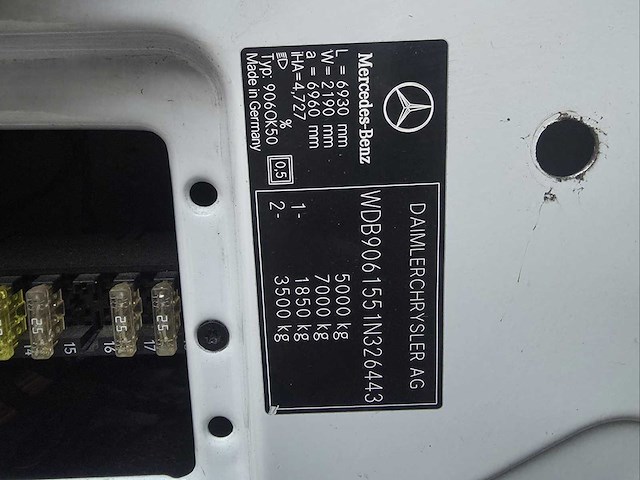 Mercedes-Benz
L = 6930 mm
W = 2190 mm
a = 6960 mm
iHA=4,727
%
Typ: 906OK50
Made in Germany
0,5
DAIMLERCHRYSLER AG
WDB9061551N326443
5000 kg
7000 kg
1- 1850 kg
2- 3500 kg
25
25
25
14
15
16
17